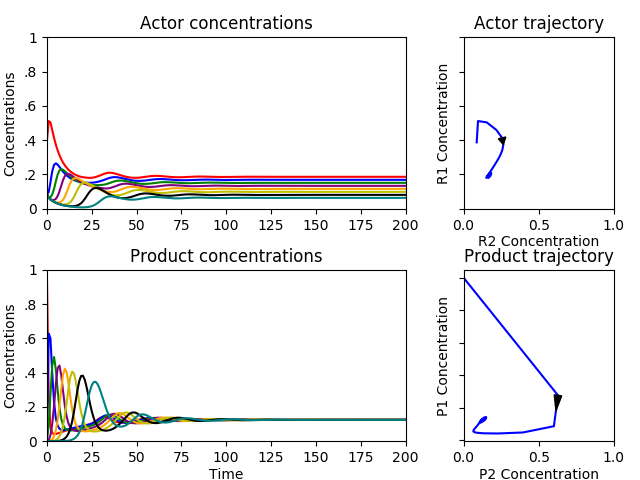 Actor concentrations
Concentrations
1
.8
.6
.4
.2
0
0 25 50 75 100 125 150 175 200
Actor trajectory
R1 Concentration
0.0 0.5 1.0
R2 Concentration
Product concentrations
Concentrations
1
.8
.6
.4
.2
0
0 25 50 75 100 125 150 175 200
Time
Product trajectory
P1 Concentration
0.0 0.5 1.0
P2 Concentration